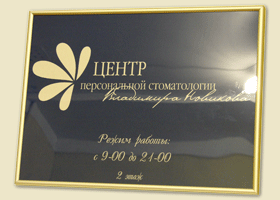 ЦЕНТР
персональной стоматологии
Владимира Новикова
Режим работы:
с 9-00 до 21-00
2 этаж